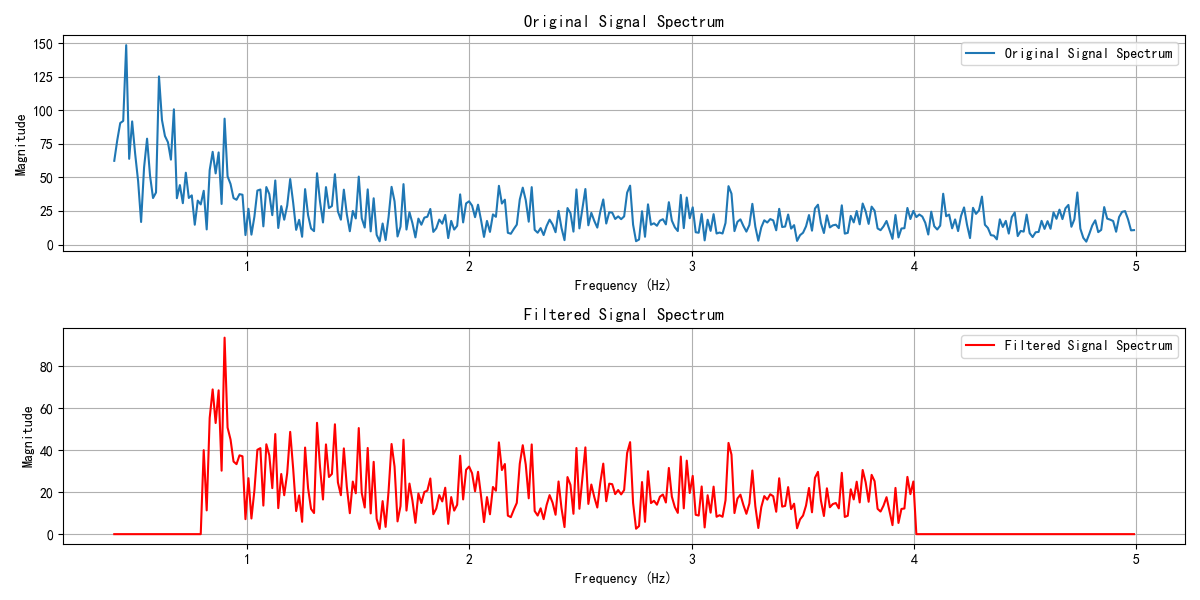 Original Signal Spectrum
Original Signal Spectrum
Magnitude
150
125
100
75
50
25
0
1 2 3 4 5
Frequency (Hz)
Filtered Signal Spectrum
Filtered Signal Spectrum
Magnitude
80
60
40
20
0
1 2 3 4 5
Frequency (Hz)